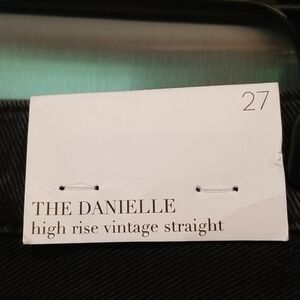 27
THE DANIELLE
high rise vintage straight